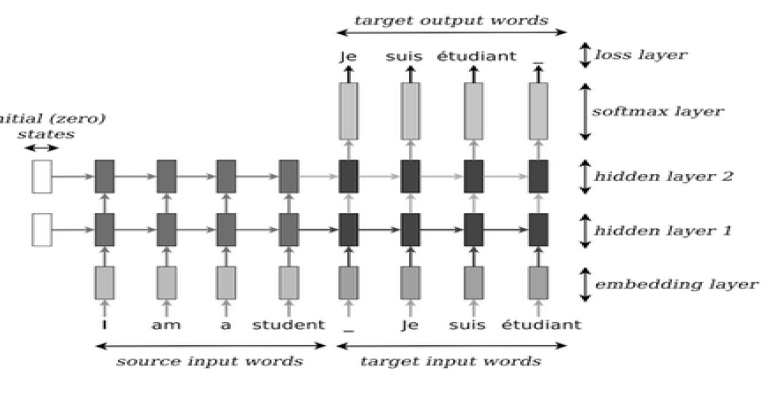 target output words
Je suis étudiant _
loss layer
softmax layer
nitial (zero)
states
hidden layer 2
hidden layer 1
embedding layer
I am a student _ Je suis étudiant
source input words target input words